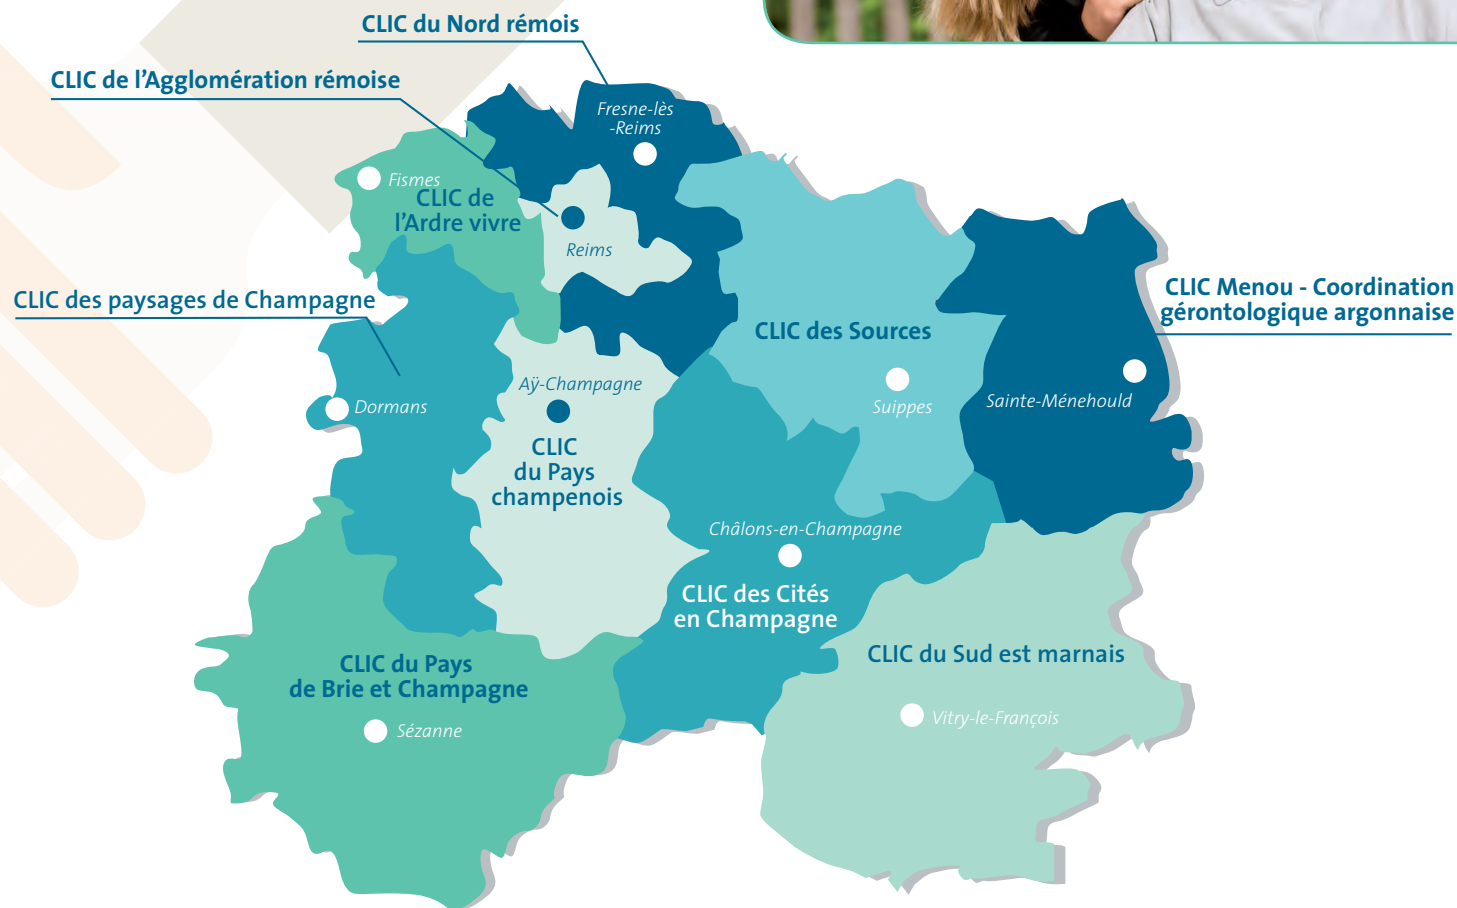 CLIC du Nord rémois
CLIC de l'Agglomération rémoise
Fresne-lès
-Reims
Fismes
CLIC de
l'Ardre vivre
Reims
CLIC des paysages de Champagne
CLIC Menou - Coordination
gérontologique argonnaise
CLIC des Sources
Aÿ-Champagne
Dormans
Suippes
Sainte-Ménehould
CLIC
du Pays
champenois
Châlons-en-Champagne
CLIC des Cités
en Champagne
CLIC du Sud est marnais
CLIC du Pays
de Brie et Champagne
Sézanne
Vitry-le-François